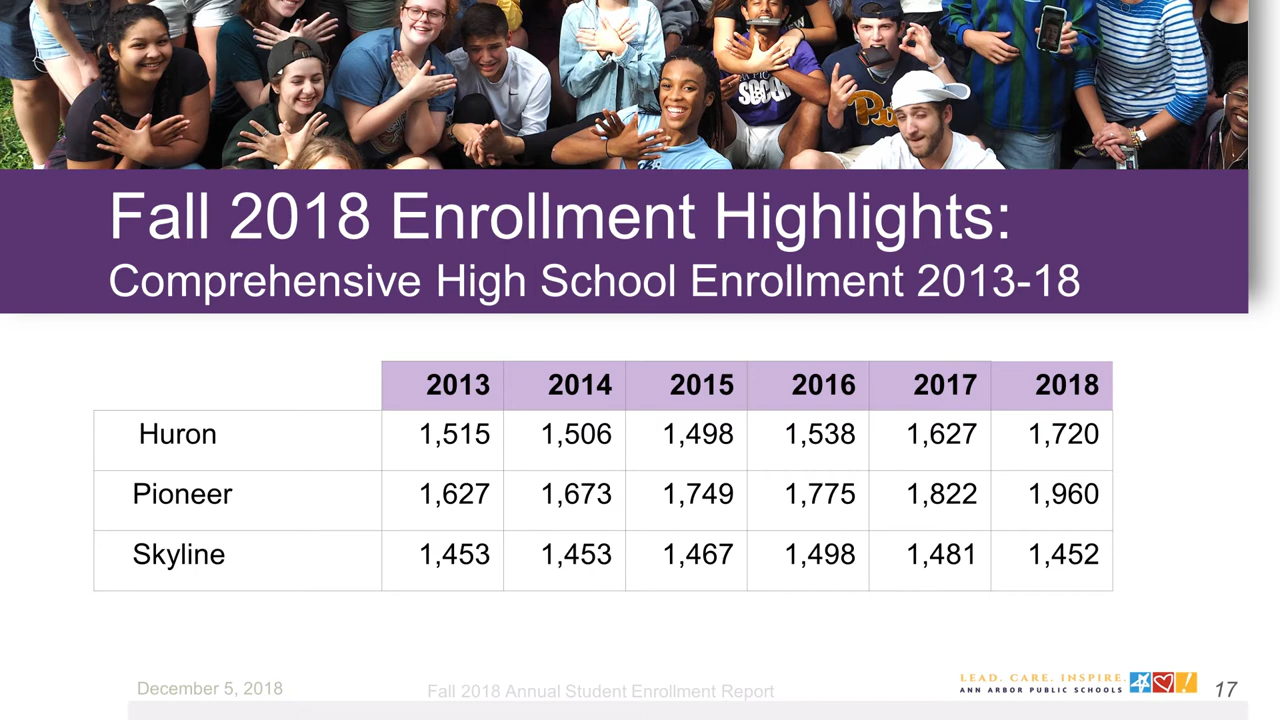 Fall 2018 Enrollment Highlights:
Comprehensive High School Enrollment 2013-18
2013 2014 2015 2016 2017 2018
Huron 1,515 1,506 1,498 1,538 1,627 1,720
Pioneer 1,627 1,673 1,749 1,775 1,822 1,960
Skyline 1,453 1,453 1,467 1,498 1,481 1,452
December 5, 2018
Fall 2018 Annual Student Enrollment Report
LEAD. CARE. INSPIRE.
ANN ARBOR PUBLIC SCHOOLS
17